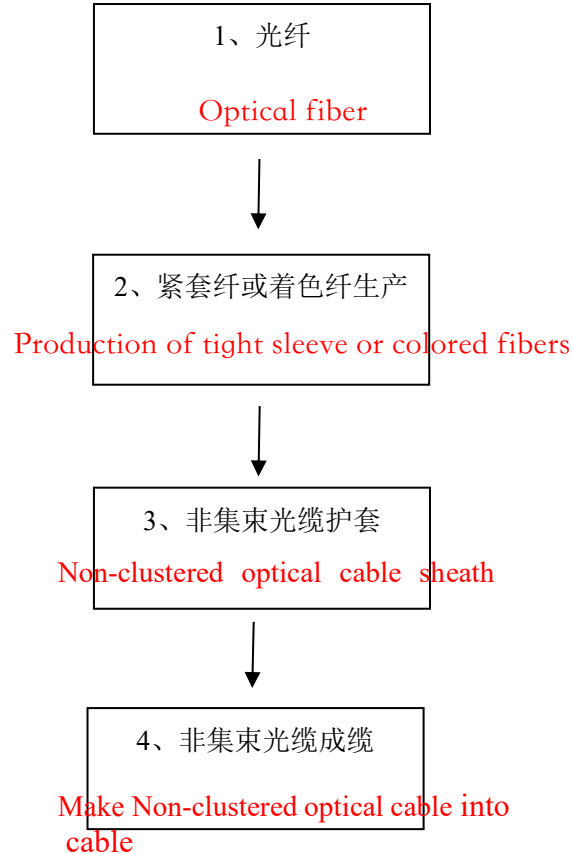 1、光纤
Optical fiber
2、紧套纤或着色纤生产
Production of tight sleeve or colored fibers
3、非集束光缆护套
Non-clustered optical cable sheath
4、非集束光缆成缆
Make Non-clustered optical cable into
cable